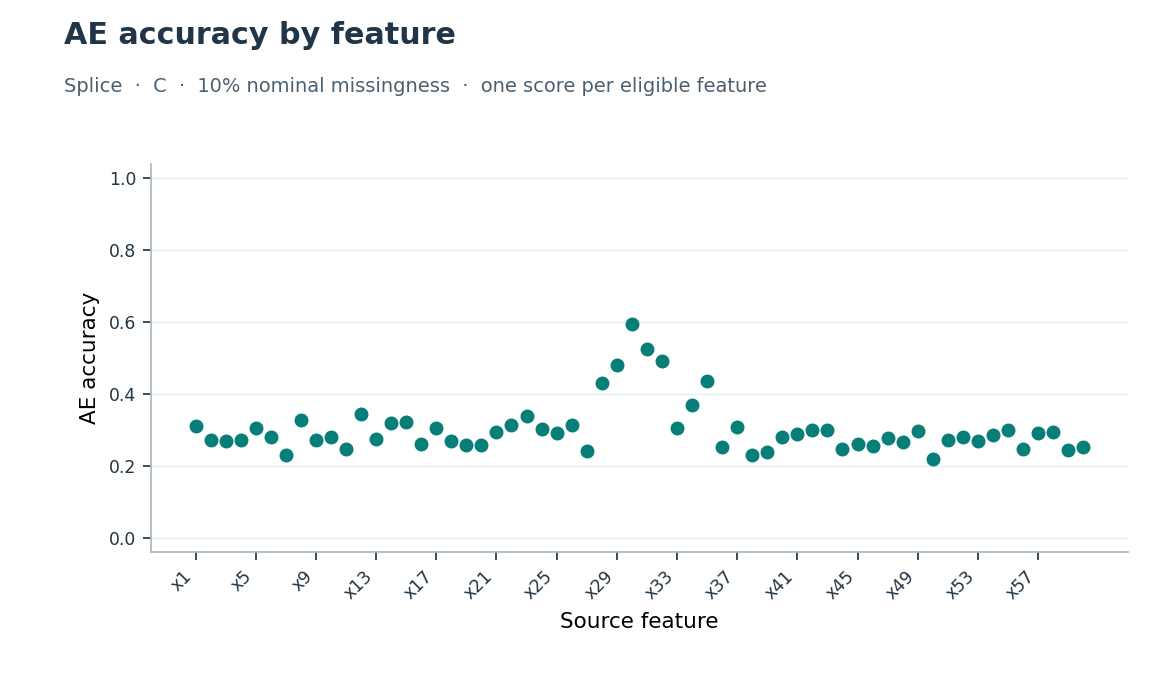 AE accuracy by feature
Splice · C · 10% nominal missingness · one score per eligible feature
1.0
0.8
0.6
0.4
0.2
0.0
AE accuracy
x1 x5 x9 x13 x17 x21 x25 x29 x33 x37 x41 x45 x49 x53 x57
Source feature